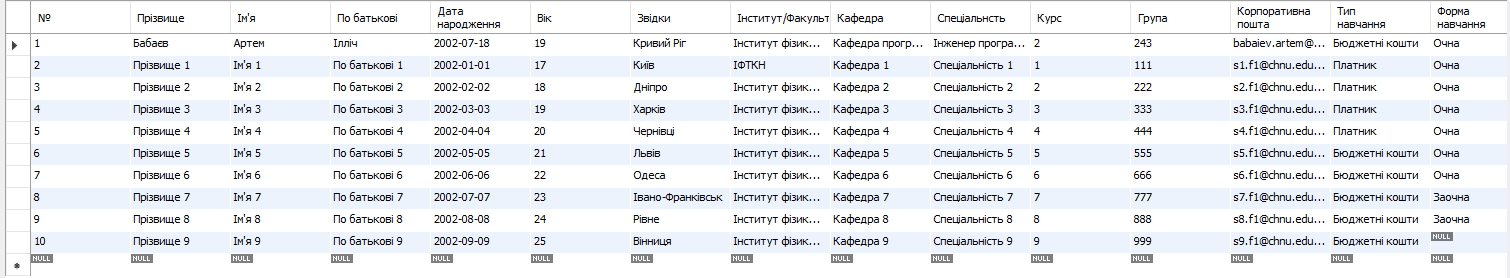 № Прізвище Ім'я По батькові Дата народження Вік Звідки Інститут/Факульт Кафедра Спеціальнсть Курс Група Корпоративна пошта Тип навчання Форма навчання
1 Бабаєв Артем Ілліч 2002-07-18 19 Кривий Ріг Інститут фізик... Кафедра прогр... Інженер програ... 2 243 babaiev.artem@... Бюджетні кошти Очна
2 Прізвище 1 Ім'я 1 По батькові 1 2002-01-01 17 Київ ІФТКН Кафедра 1 Спеціальність 1 1 111 s1.f1@chnu.edu... Платник Очна
3 Прізвище 2 Ім'я 2 По батькові 2 2002-02-02 18 Дніпро Інститут фізик... Кафедра 2 Спеціальність 2 2 222 s2.f1@chnu.edu... Платник Очна
4 Прізвище 3 Ім'я 3 По батькові 3 2002-03-03 19 Харків Інститут фізик... Кафедра 3 Спеціальність 3 3 333 s3.f1@chnu.edu... Платник Очна
5 Прізвище 4 Ім'я 4 По батькові 4 2002-04-04 20 Чернівці Інститут фізик... Кафедра 4 Спеціальність 4 4 444 s4.f1@chnu.edu... Платник Очна
6 Прізвище 5 Ім'я 5 По батькові 5 2002-05-05 21 Львів Інститут фізик... Кафедра 5 Спеціальність 5 5 555 s5.f1@chnu.edu... Бюджетні кошти Очна
7 Прізвище 6 Ім'я 6 По батькові 6 2002-06-06 22 Одеса Інститут фізик... Кафедра 6 Спеціальність 6 6 666 s6.f1@chnu.edu... Бюджетні кошти Очна
8 Прізвище 7 Ім'я 7 По батькові 7 2002-07-07 23 Івано-Франківськ Інститут фізик... Кафедра 7 Спеціальність 7 7 777 s7.f1@chnu.edu... Бюджетні кошти Заочна
9 Прізвище 8 Ім'я 8 По батькові 8 2002-08-08 24 Рівне Інститут фізик... Кафедра 8 Спеціальність 8 8 888 s8.f1@chnu.edu... Бюджетні кошти Заочна
10 Прізвище 9 Ім'я 9 По батькові 9 2002-09-09 25 Вінниця Інститут фізик... Кафедра 9 Спеціальність 9 9 999 s9.f1@chnu.edu... Бюджетні кошти NULL
NULL NULL NULL NULL NULL NULL NULL NULL NULL NULL NULL NULL NULL NULL NULL